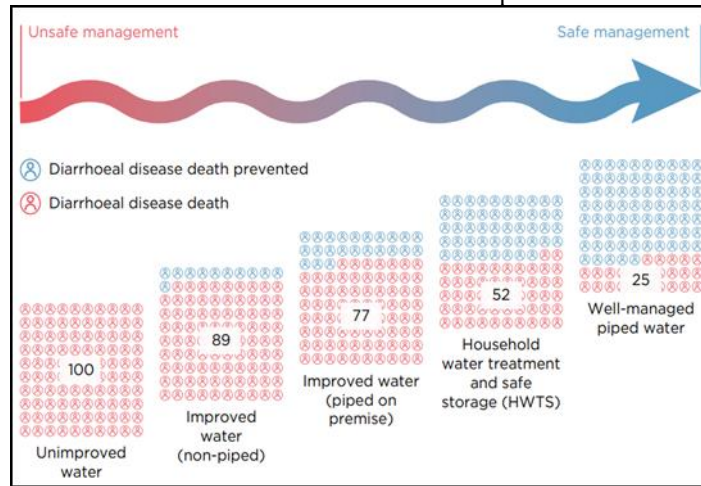 Unsafe management
Safe management
Diarrhoeal disease death prevented
Diarrhoeal disease death
100
Unimproved
water
89
Improved
water
(non-piped)
77
Improved water
(piped on
premise)
52
Household
water treatment
and safe
storage (HWTS)
25
Well-managed
piped water